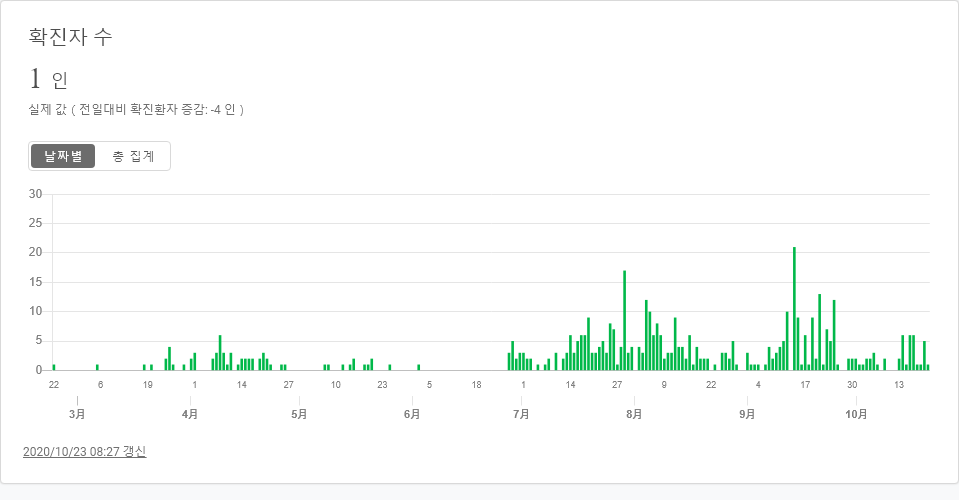 확진자 수
1 인
실제 값 ( 전일대비 확진환자 증감: -4 인 )
날짜별 총 집계
30
25
20
15
10
5
0
22 6 19 1 14 27 10 23 5 18 1 14 27 9 22 4 17 30 13
3月 4月 5月 6月 7月 8月 9月 10月
2020/10/23 08:27 갱신